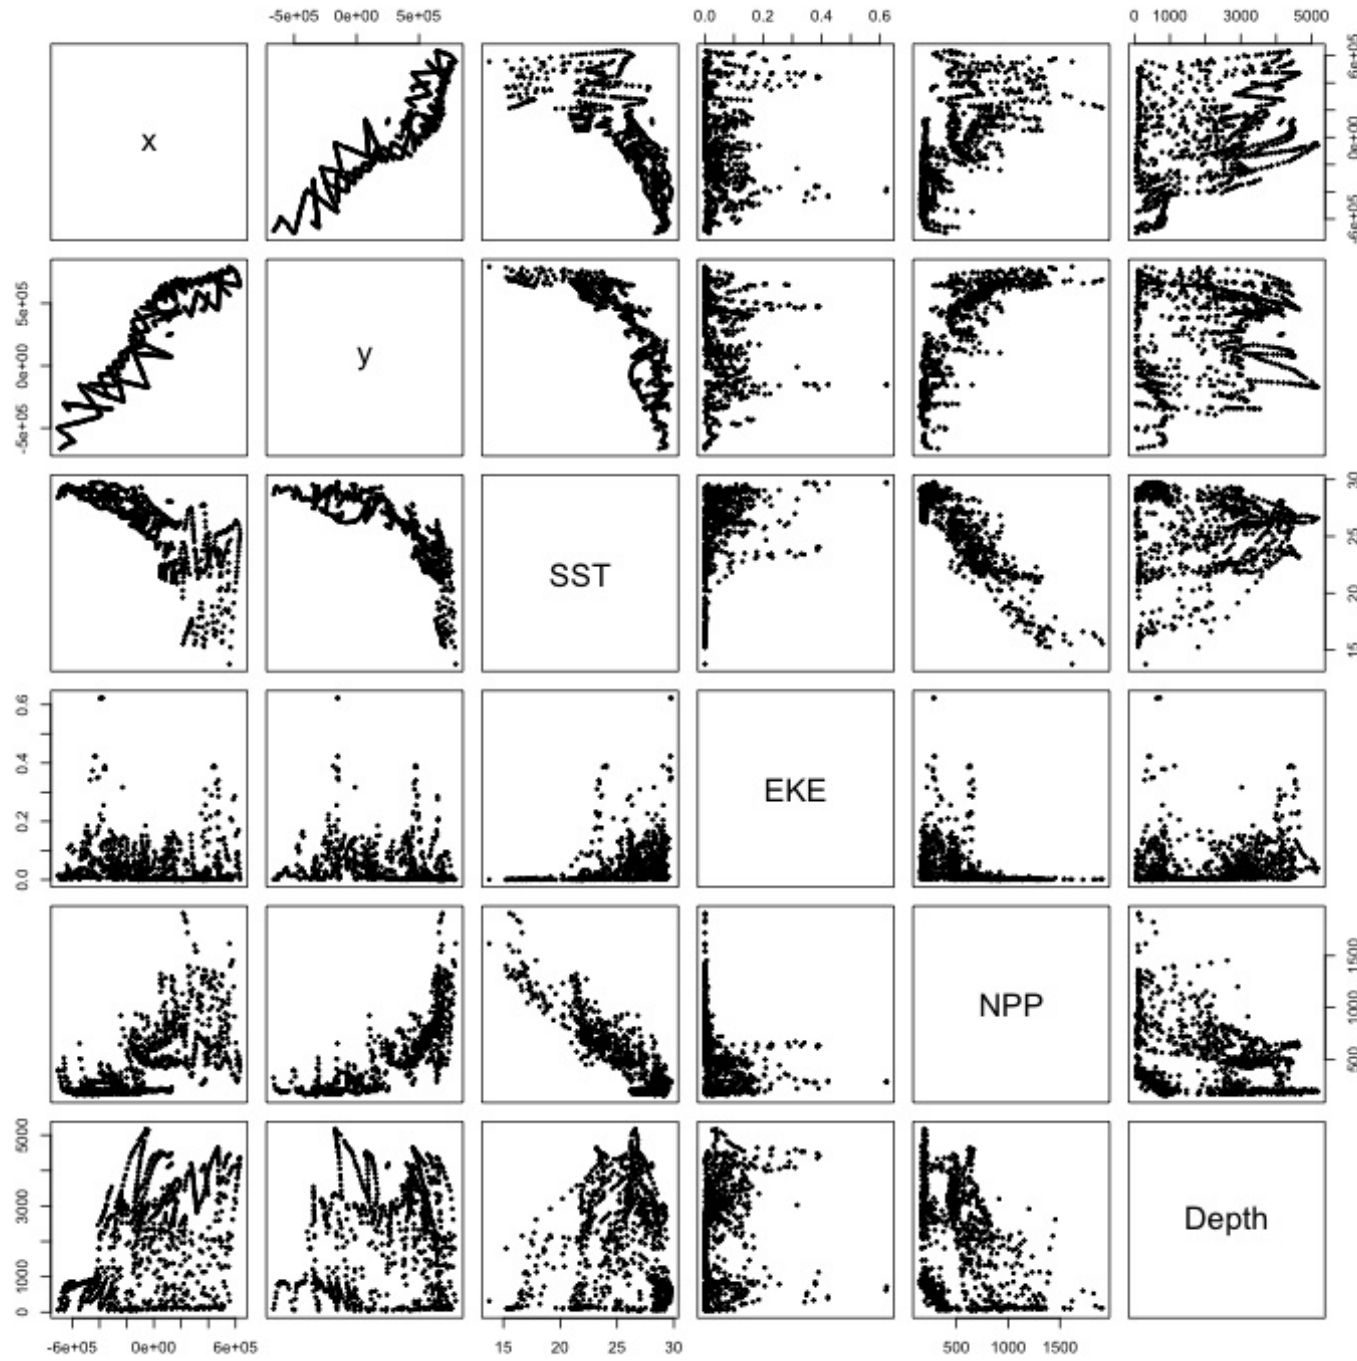 -5e+05 0e+00 5e+05 0.0 0.2 0.4 0.6 0 1000 3000 5000
x -6e+05 0e+00 6e+05
-5e+05 0e+00 5e+05 y
SST 15 20 25 30
0.0 0.2 0.4 0.6 EKE
NPP 500 1000 1500
0 1000 3000 5000 Depth
-6e+05 0e+00 6e+05 15 20 25 30 500 1000 1500